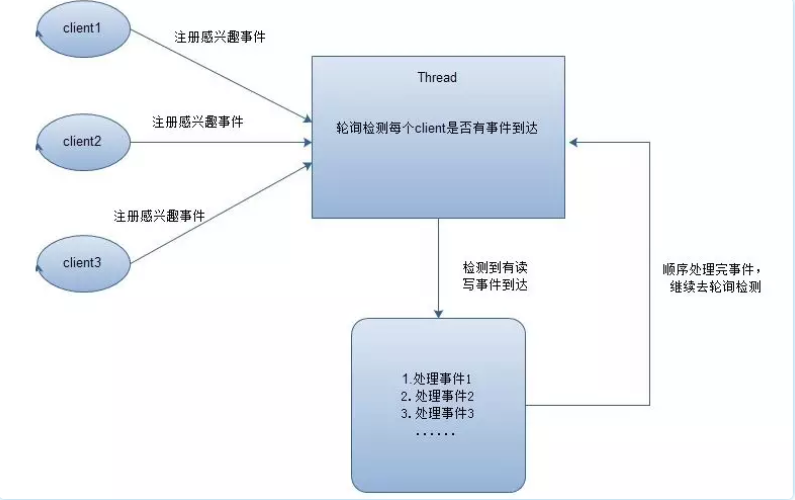 client1
注册感兴趣事件
Thread
轮询检测每个client是否有事件到达
注册感兴趣事件
client2
注册感兴趣事件
client3
检测到有读
写事件到达
顺序处理完事件，
继续去轮询检测
1.处理事件1
2. 处理事件2
3. 处理事件3
......